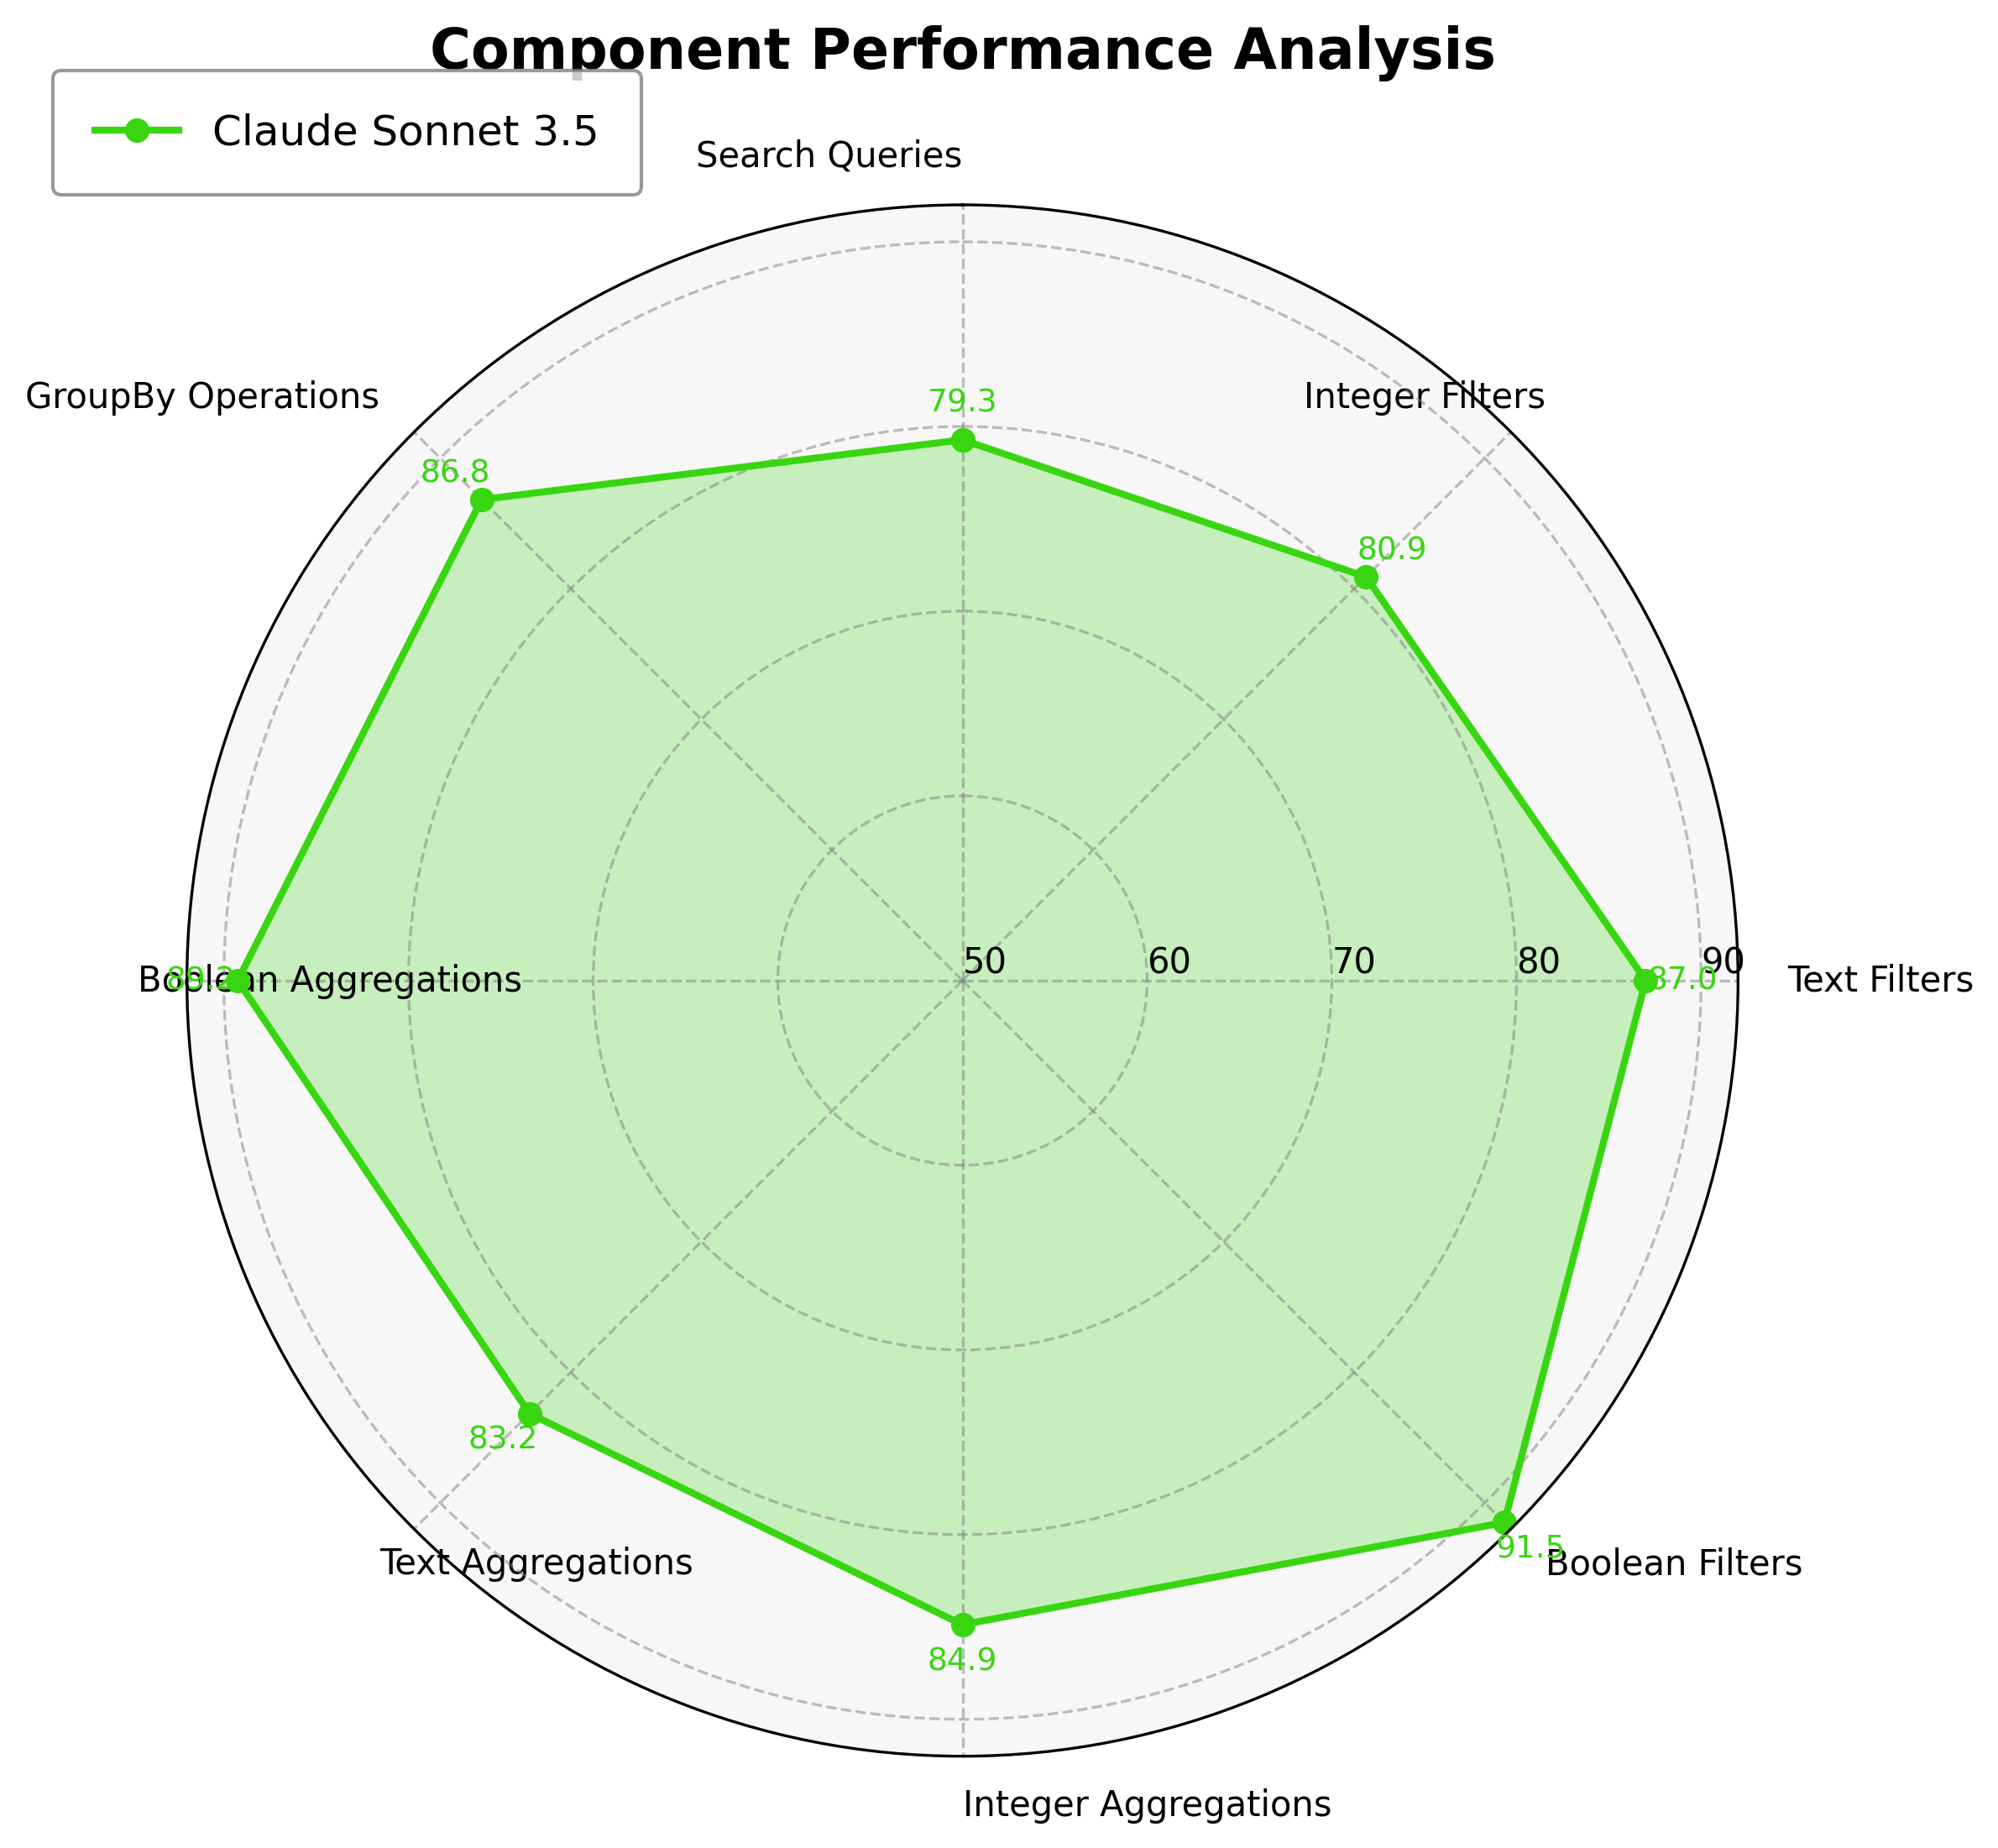 Component Performance Analysis
Claude Sonnet 3.5
Search Queries
GroupBy Operations
Integer Filters
79.3
86.8
80.9
50 60 70 80 90
Boolean Aggregations
87.0
Text Filters
83.2
91.5
Text Aggregations
Boolean Filters
84.9
Integer Aggregations